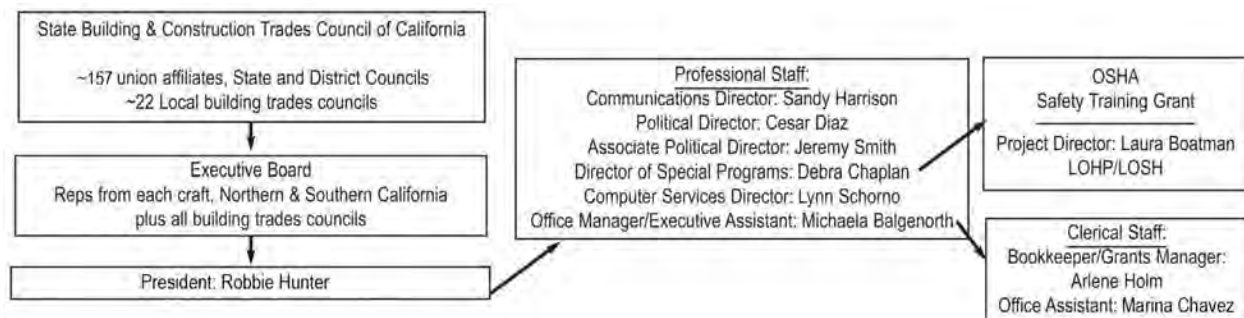 State Building & Construction Trades Council of California
~157 union affiliates, State and District Councils
~22 Local building trades councils
Executive Board
Reps from each craft, Northern & Southern California
plus all building trades councils
President: Robbie Hunter
Professional Staff:
Communications Director: Sandy Harrison
Political Director: Cesar Diaz
Associate Political Director: Jeremy Smith
Director of Special Programs: Debra Chaplan
Computer Services Director: Lynn Schorno
Office Manager/Executive Assistant: Michaela Balgenorth
OSHA
Safety Training Grant
Project Director: Laura Boatman
LOHP/LOSH
Clerical Staff:
Bookkeeper/Grants Manager:
Arlene Holm
Office Assistant: Marina Chavez